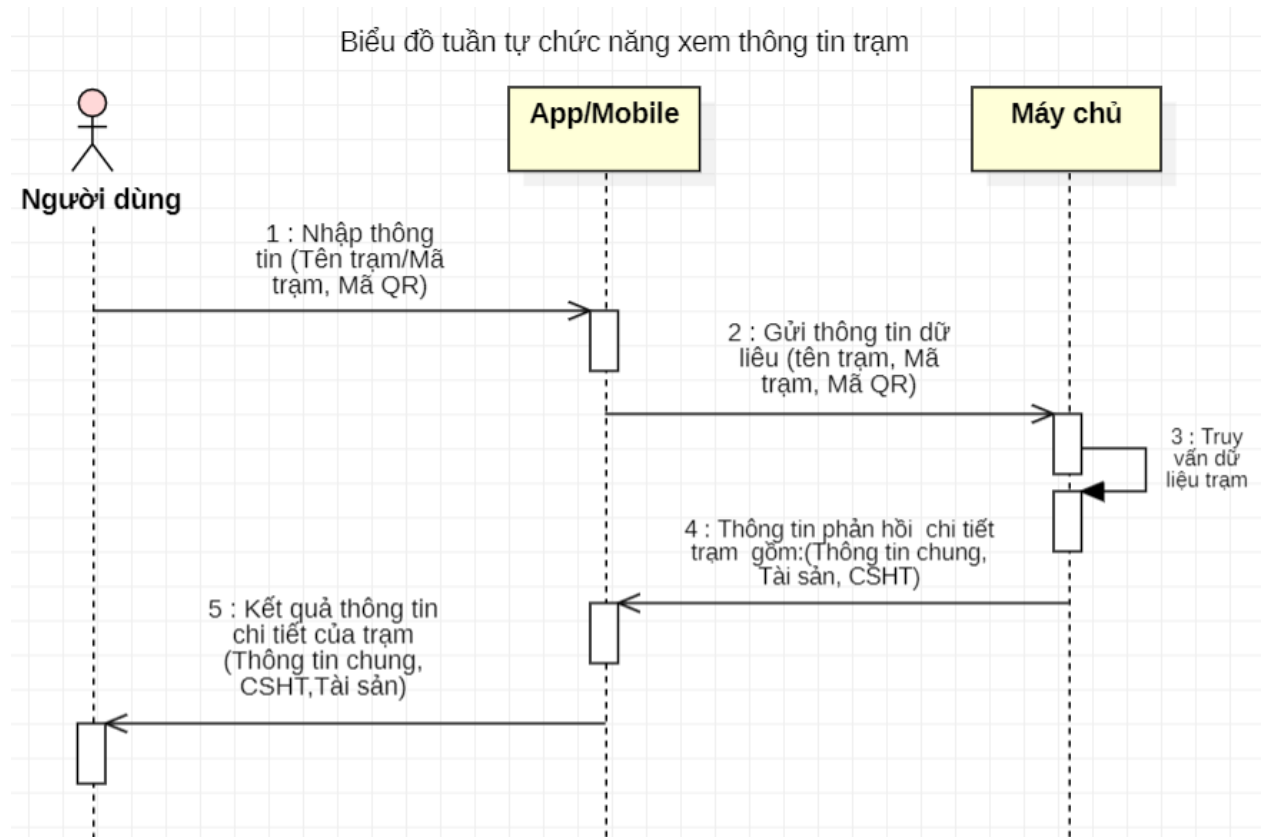 Biểu đồ tuần tự chức năng xem thông tin trạm
App/Mobile
Máy chủ
Người dùng
1 : Nhập thông
tin (Tên trạm/Mã
trạm, Mã QR)
2 : Gửi thông tin dữ
liêu (tên trạm, Mã
trạm, Mã QR)
3 : Truy
vấn dữ
liệu trạm
4 : Thông tin phản hồi  chi tiết
trạm  gồm:(Thông tin chung,
Tài sản, CSHT)
5 : Kết quả thông tin
chi tiết của trạm
(Thông tin chung,
CSHT,Tài sản)